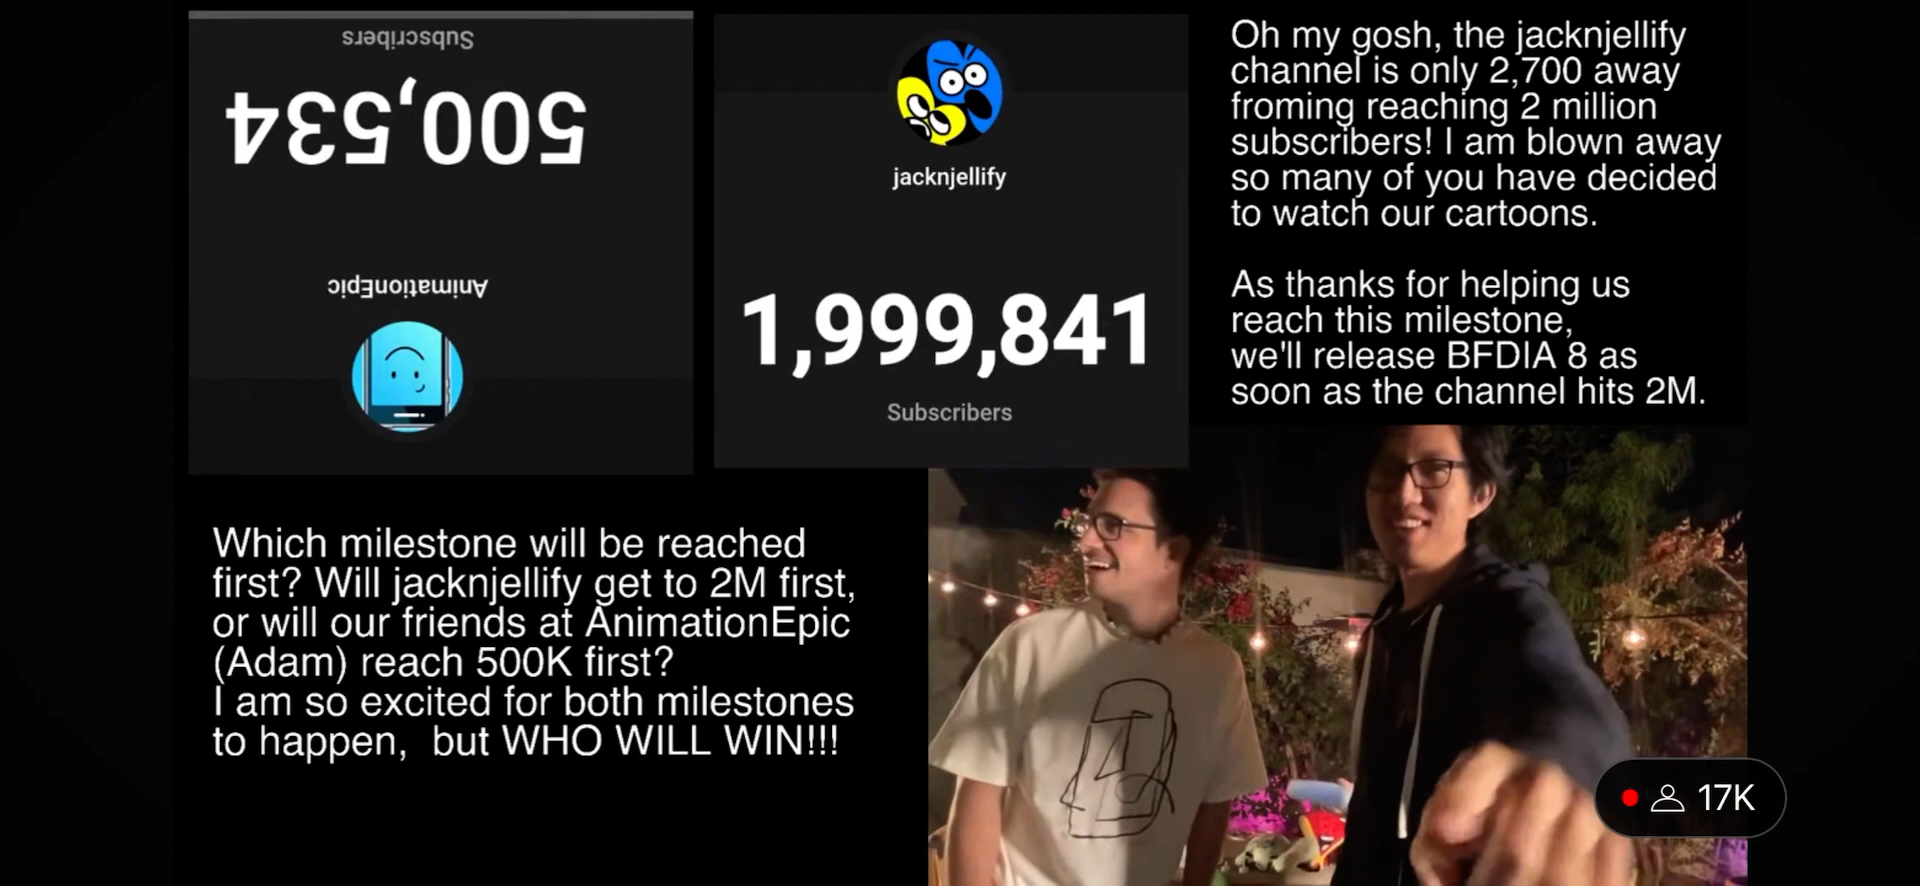 Subscribers
500,534
AnimationEpic
jacknjellify
1,999,841
Subscribers
Oh my gosh, the jacknjellify
channel is only 2,700 away
froming reaching 2 million
subscribers! I am blown away
so many of you have decided
to watch our cartoons.
As thanks for helping us
reach this milestone,
we'll release BFDIA 8 as
soon as the channel hits 2M.
Which milestone will be reached
first? Will jacknjellify get to 2M first,
or will our friends at AnimationEpic
(Adam) reach 500K first?
I am so excited for both milestones
to happen,  but WHO WILL WIN!!!
17K